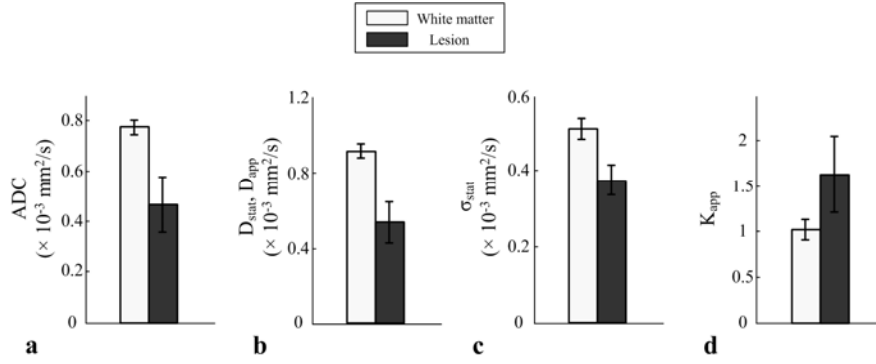 White matter
Lesion
ADC
(× 10⁻³ mm²/s)
0.8
0.6
0.4
0.2
0
a
D_stat, D_app
(× 10⁻³ mm²/s)
1.2
0.8
0.4
0
b
σ_stat
(× 10⁻³ mm²/s)
0.6
0.4
0.2
0
c
K_app
2
1.5
1
0.5
0
d